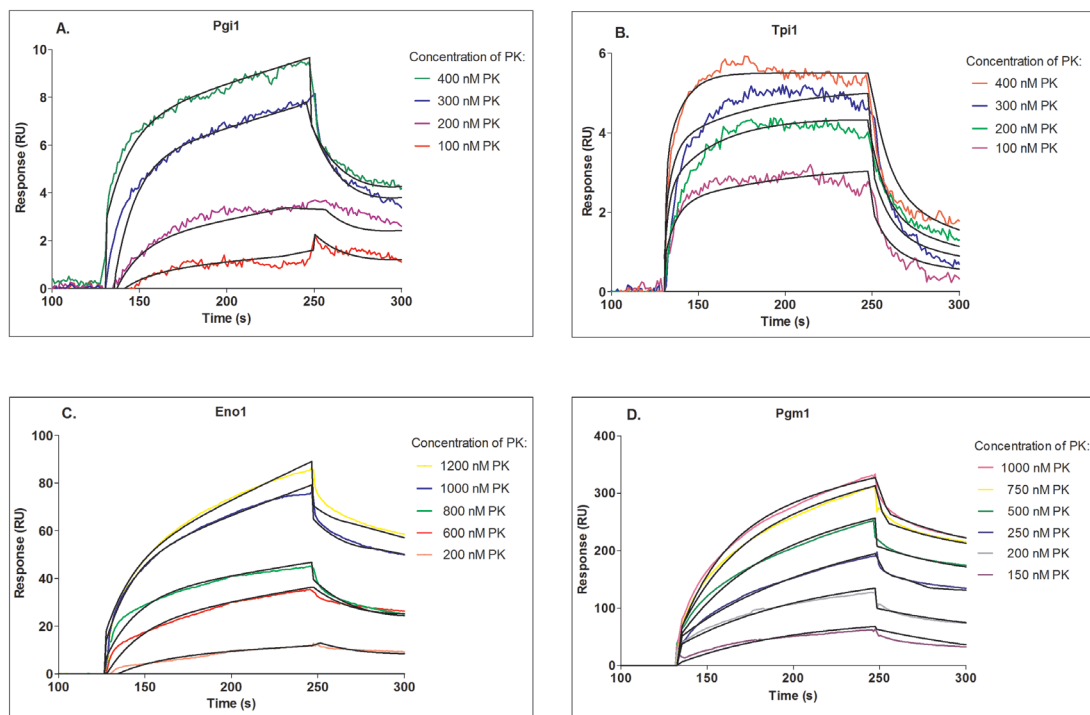 A.
Pgi1
Response (RU)
10
8
6
4
2
0
100
150
200
250
300
Time (s)
Concentration of PK:
400 nM PK
300 nM PK
200 nM PK
100 nM PK
B.
Tpi1
Response (RU)
6
4
2
0
100
150
200
250
300
Time (s)
Concentration of PK:
400 nM PK
300 nM PK
200 nM PK
100 nM PK
C.
Eno1
Response (RU)
100
80
60
40
20
0
100
150
200
250
300
Time (s)
Concentration of PK:
1200 nM PK
1000 nM PK
800 nM PK
600 nM PK
200 nM PK
D.
Pgm1
Response (RU)
400
300
200
100
0
100
150
200
250
300
Time (s)
Concentration of PK:
1000 nM PK
750 nM PK
500 nM PK
250 nM PK
200 nM PK
150 nM PK